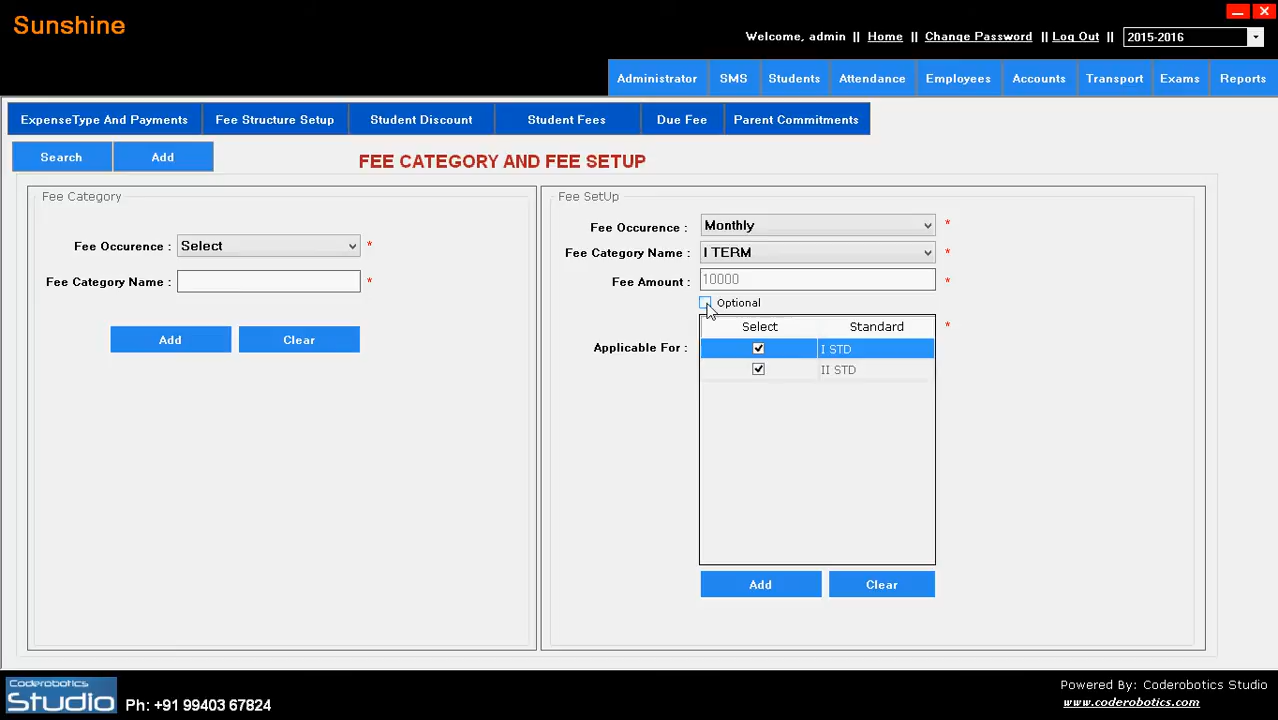 Sunshine
Welcome, admin || Home || Change Password || Log Out || 2015-2016
Administrator SMS Students Attendance Employees Accounts Transport Exams Reports
ExpenseType And Payments Fee Structure Setup Student Discount Student Fees Due Fee Parent Commitments
Search Add FEE CATEGORY AND FEE SETUP
Fee Category
Fee Occurence : Select *
Fee Category Name : *
Add Clear
Fee SetUp
Fee Occurence : Monthly *
Fee Category Name : I TERM *
Fee Amount : 10000 *
Optional
Select Standard *
Applicable For : I STD
II STD
Add Clear
Coderobotics
Studio
Ph: +91 99403 67824
Powered By: Coderobotics Studio
www.coderobotics.com